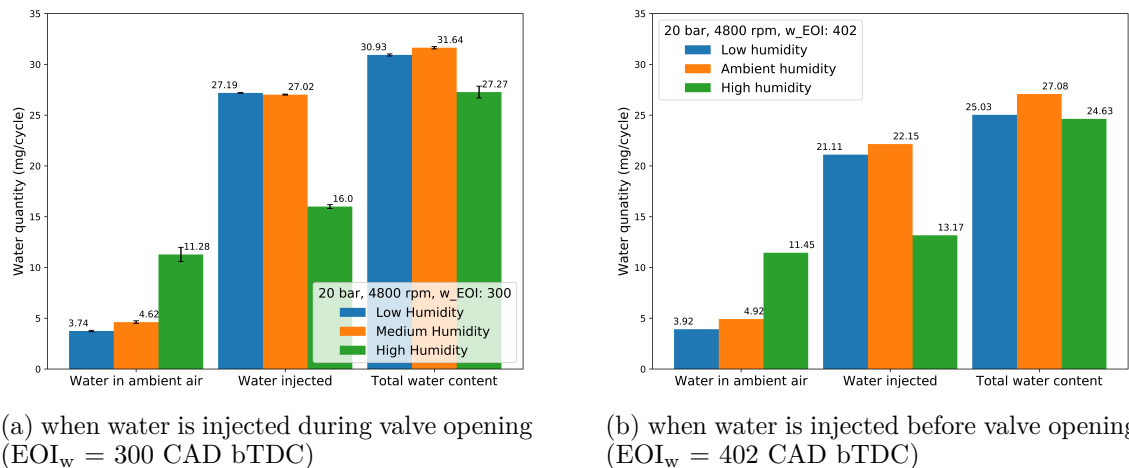 35
30
25
20
15
10
5
0
Water quantity (mg/cycle)
3.74
4.62
11.28
27.19
27.02
16.0
30.93
31.64
27.27
20 bar, 4800 rpm, w_EOI: 300
Low Humidity
Medium Humidity
High Humidity
Water in ambient air
Water injected
Total water content
(a) when water is injected during valve opening
(EOIw = 300 CAD bTDC)
35
30
25
20
15
10
5
0
Water qunatity (mg/cycle)
20 bar, 4800 rpm, w_EOI: 402
Low humidity
Ambient humidity
High humidity
3.92
4.92
11.45
21.11
22.15
13.17
25.03
27.08
24.63
Water in ambient air
Water injected
Total water content
(b) when water is injected before valve opening
(EOIw = 402 CAD bTDC)